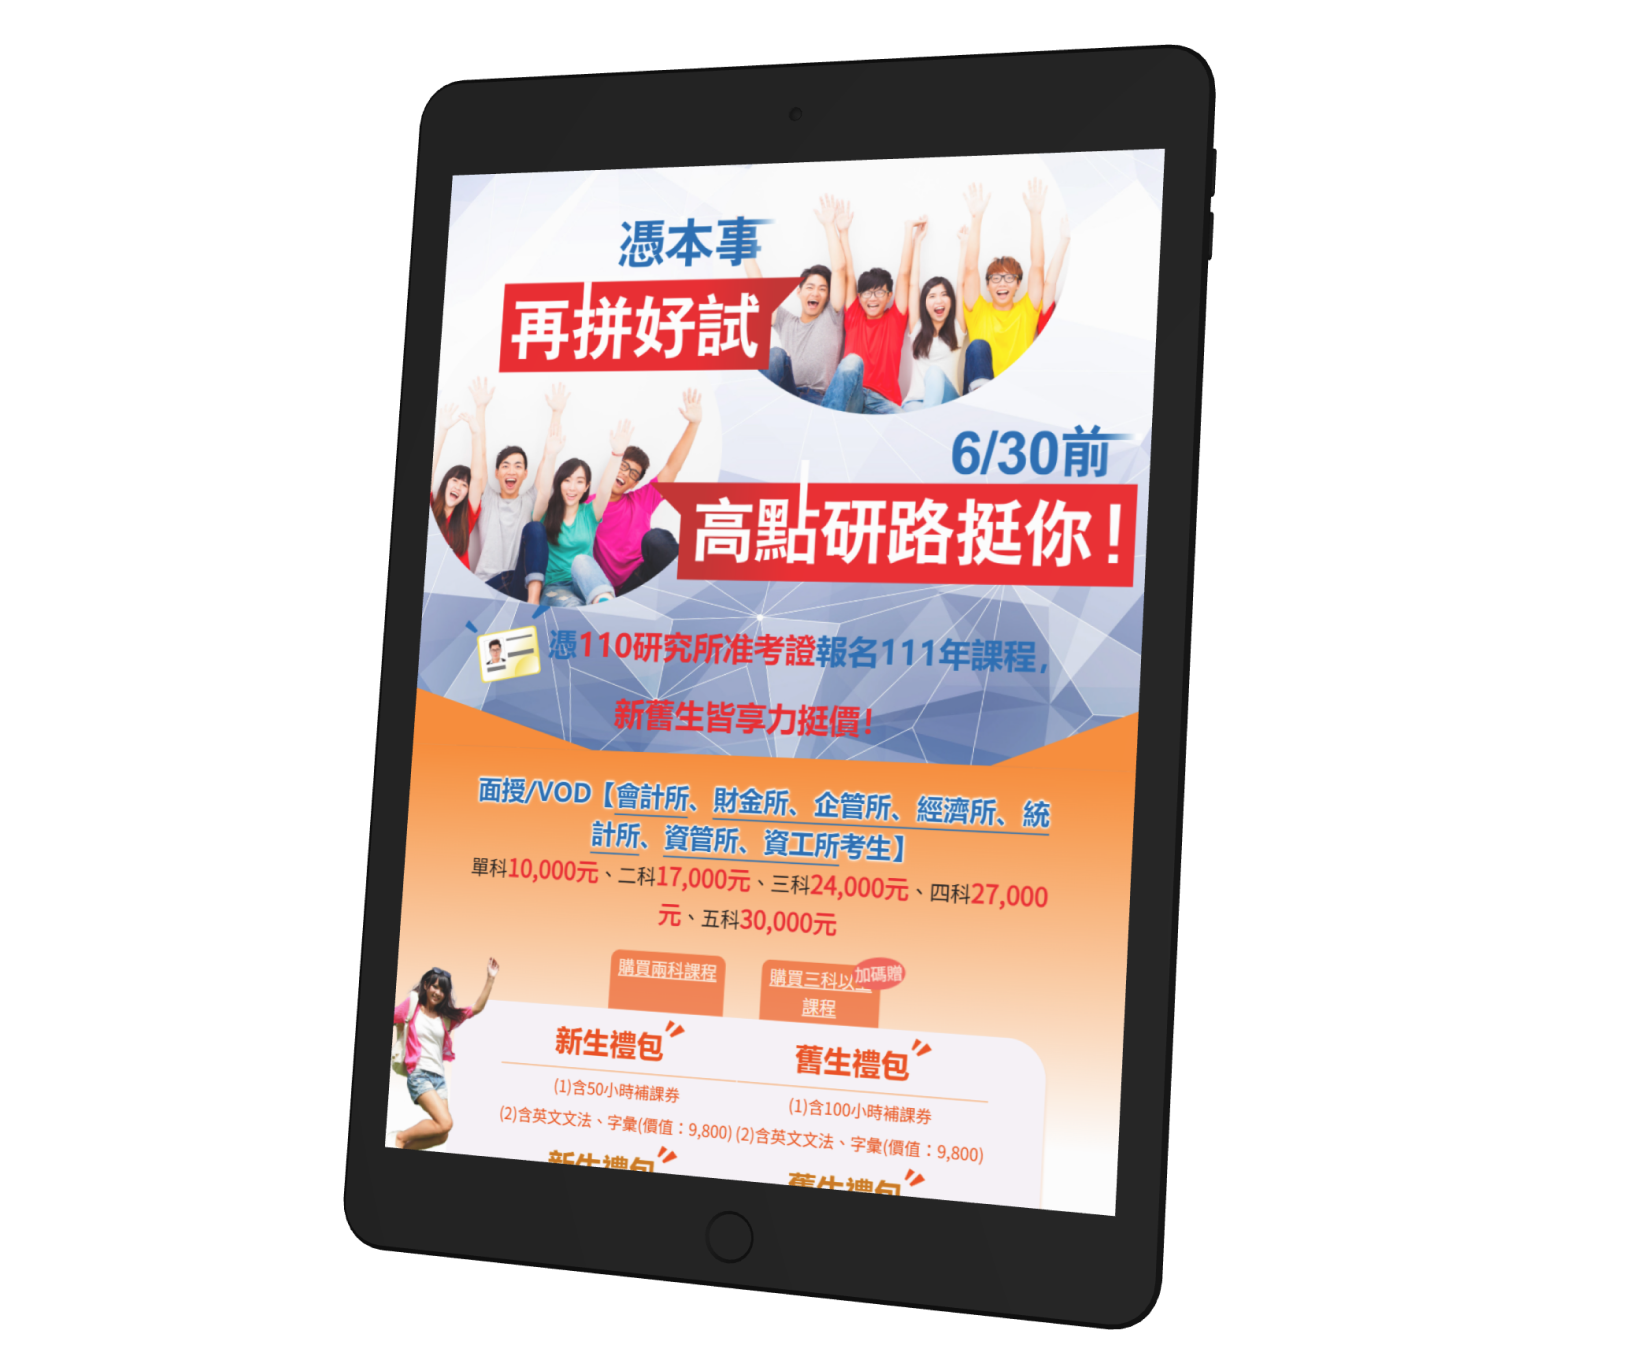 憑本事
再拼好試
6/30前
高點研路挺你!
憑110研究所准考證報名111年課程,
新舊生皆享力挺價!
面授/VOD【會計所、財金所、企管所、經濟所、統
計所、資管所、資工所考生】
單科10,000元、二科17,000元、三科24,000元、四科27,000
元、五科30,000元
購買兩科課程
購買三科以上
加碼贈
課程
新生禮包
舊生禮包
(1)含50小時補課券
(1)含100小時補課券
(2)含英文文法、字彙(價值：9,800)
(2)含英文文法、字彙(價值：9,800)
新生禮包
舊生禮包